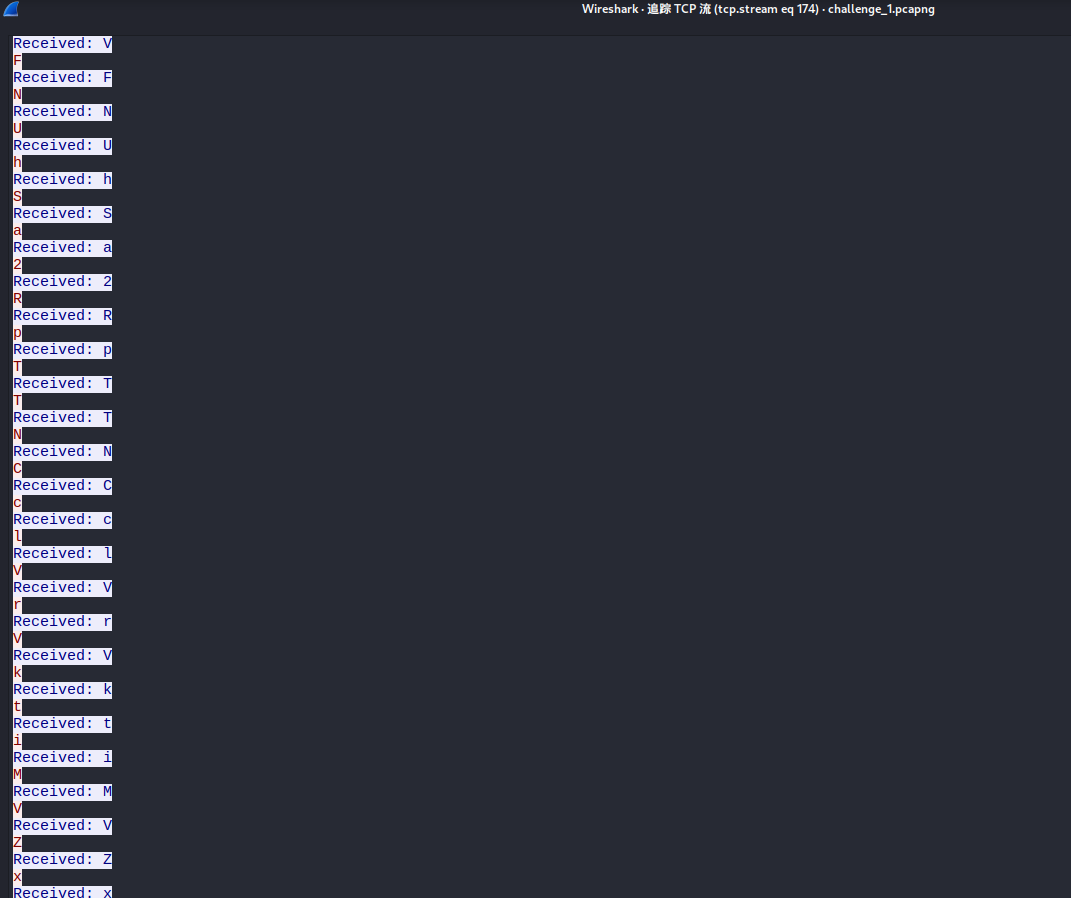 Wireshark · 追踪 TCP 流 (tcp.stream eq 174) · challenge_1.pcapng
Received: V
F
Received: F
N
Received: N
U
Received: U
h
Received: h
S
Received: S
a
Received: a
2
Received: 2
R
Received: R
p
Received: p
T
Received: T
T
Received: T
N
Received: N
C
Received: C
c
Received: c
l
Received: l
V
Received: V
r
Received: r
V
Received: V
k
Received: k
t
Received: t
i
Received: i
M
Received: M
V
Received: V
Z
Received: Z
x
Received: x